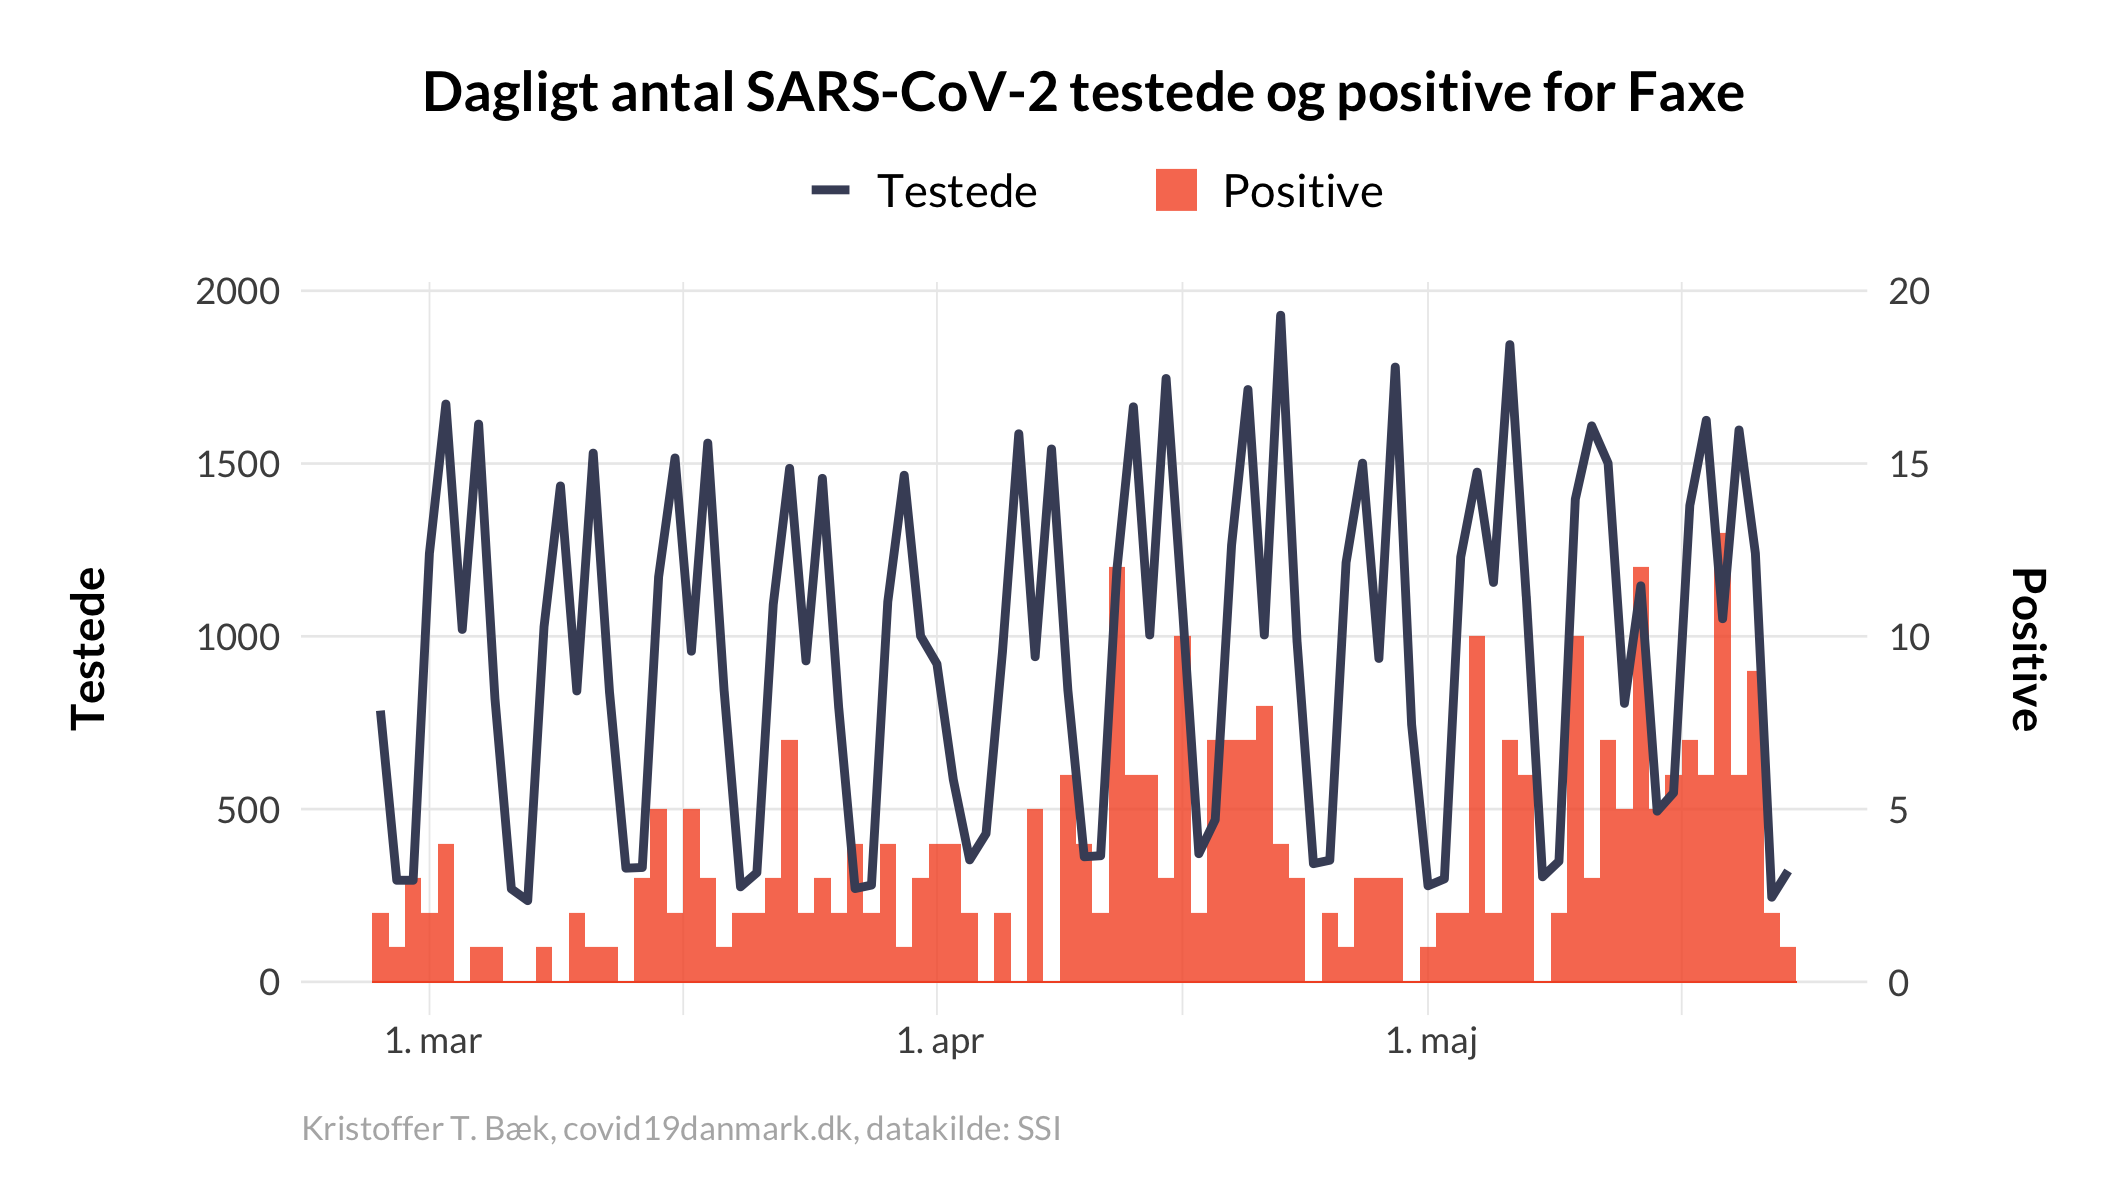 Dagligt antal SARS-CoV-2 testede og positive for Faxe
Testede Positive
2000 20
1500 15
1000 10
500 5
0 0
Testede
Positive
1. mar 1. apr 1. maj
Kristoffer T. Bæk, covid19danmark.dk, datakilde: SSI